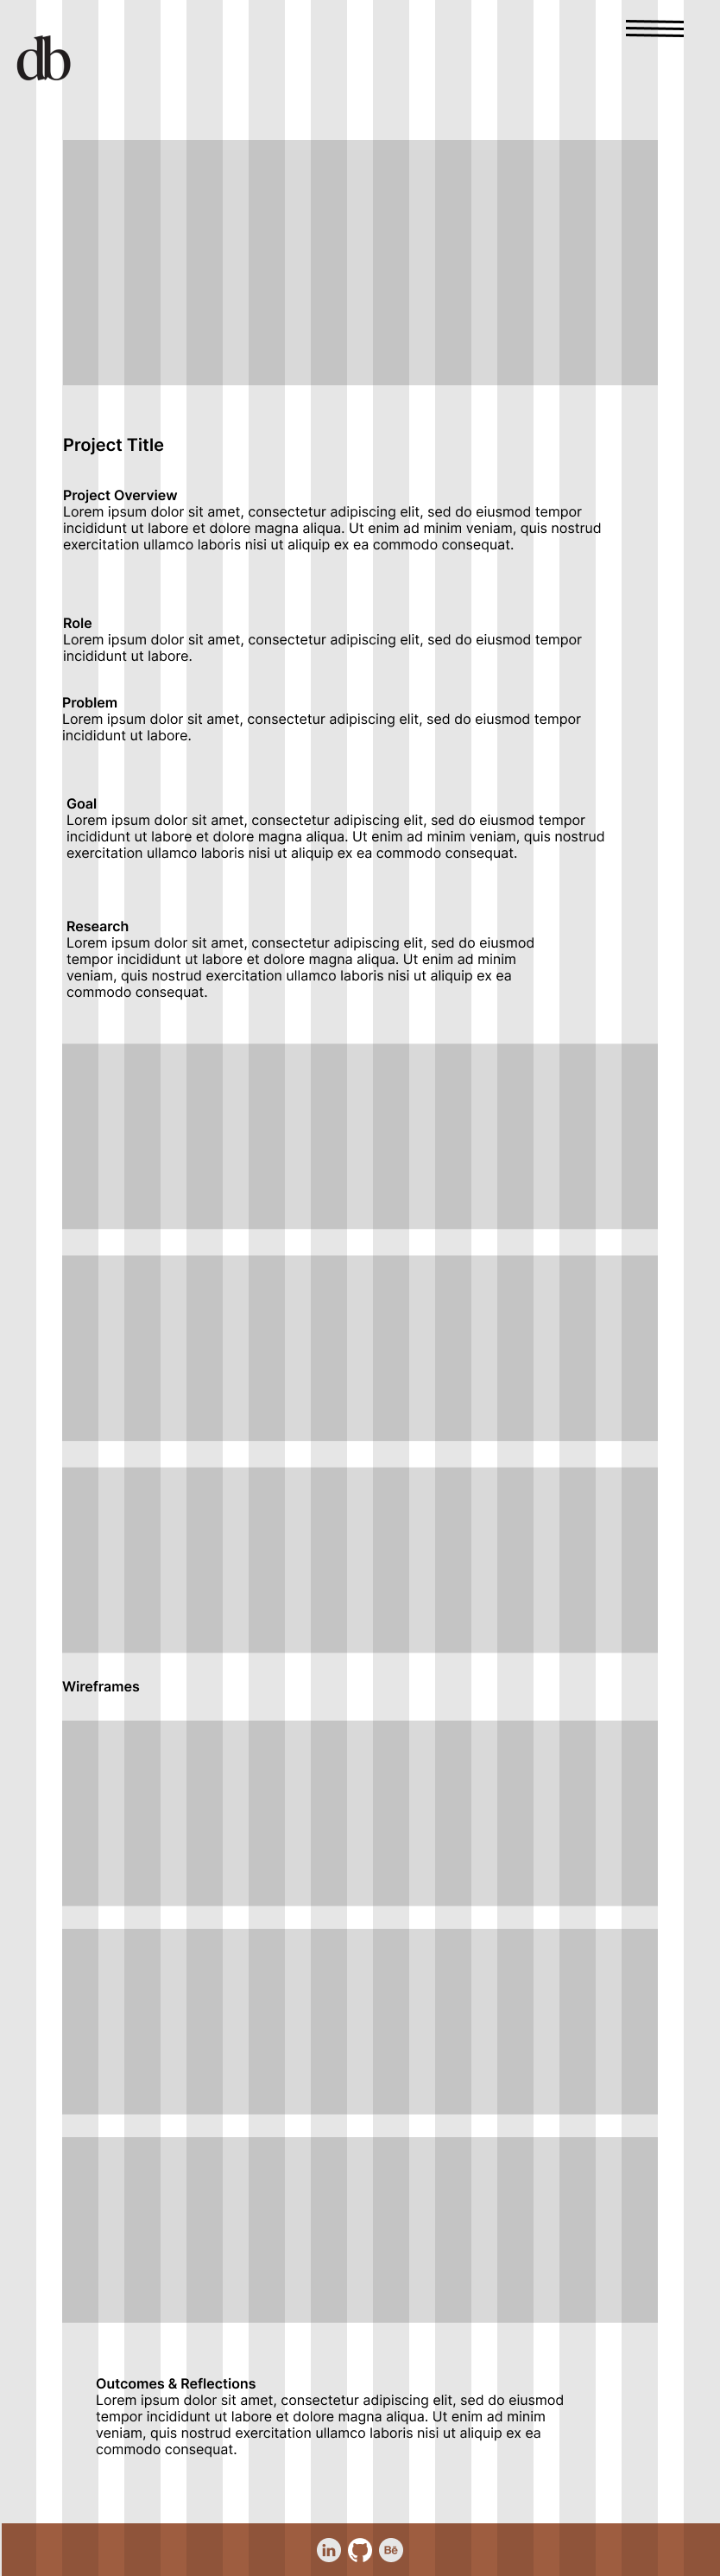 db
Project Title
Project Overview
Lorem ipsum dolor sit amet, consectetur adipiscing elit, sed do eiusmod tempor
incididunt ut labore et dolore magna aliqua. Ut enim ad minim veniam, quis nostrud
exercitation ullamco laboris nisi ut aliquip ex ea commodo consequat.
Role
Lorem ipsum dolor sit amet, consectetur adipiscing elit, sed do eiusmod tempor
incididunt ut labore.
Problem
Lorem ipsum dolor sit amet, consectetur adipiscing elit, sed do eiusmod tempor
incididunt ut labore.
Goal
Lorem ipsum dolor sit amet, consectetur adipiscing elit, sed do eiusmod tempor
incididunt ut labore et dolore magna aliqua. Ut enim ad minim veniam, quis nostrud
exercitation ullamco laboris nisi ut aliquip ex ea commodo consequat.
Research
Lorem ipsum dolor sit amet, consectetur adipiscing elit, sed do eiusmod
tempor incididunt ut labore et dolore magna aliqua. Ut enim ad minim
veniam, quis nostrud exercitation ullamco laboris nisi ut aliquip ex ea
commodo consequat.
Wireframes
Outcomes & Reflections
Lorem ipsum dolor sit amet, consectetur adipiscing elit, sed do eiusmod
tempor incididunt ut labore et dolore magna aliqua. Ut enim ad minim
veniam, quis nostrud exercitation ullamco laboris nisi ut aliquip ex ea
commodo consequat.
in Bē